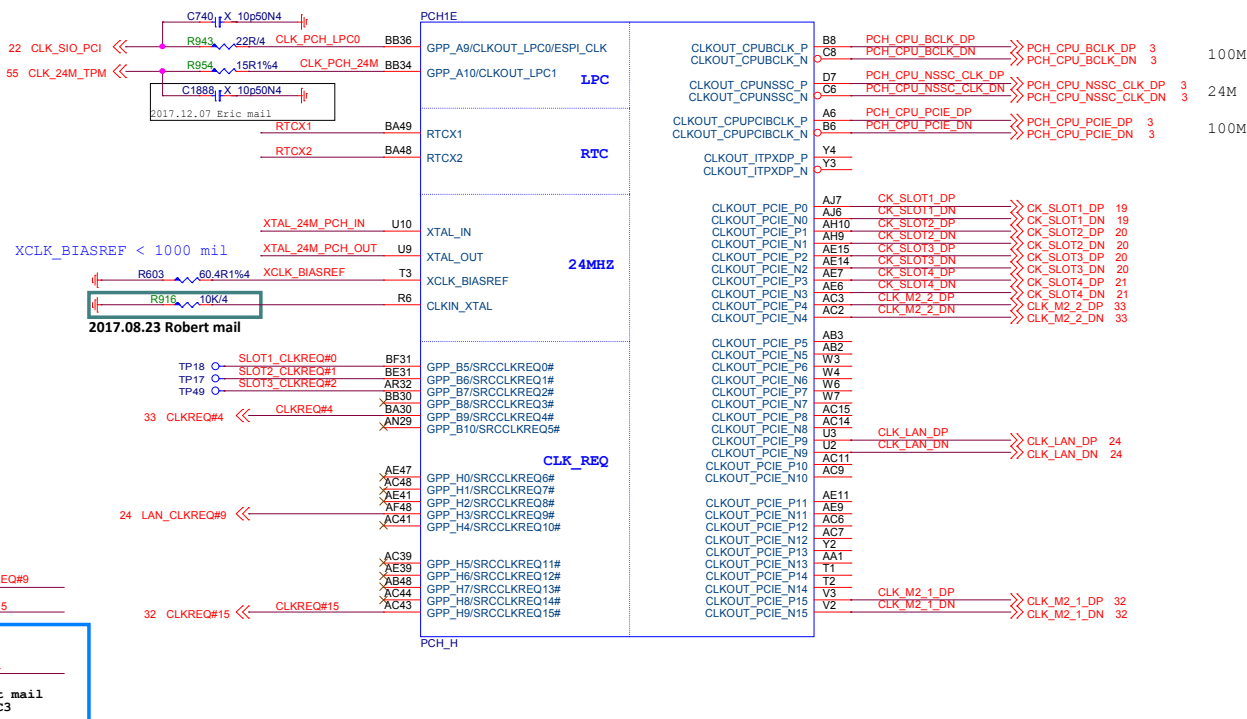 C740 X_10p50N4
PCH1E
22 CLK_SIO_PCI R943 22R/4 CLK_PCH_LPC0 BB36 GPP_A9/CLKOUT_LPC0/ESPI_CLK
55 CLK_24M_TPM R954 15R1%4 CLK_PCH_24M BB34 GPP_A10/CLKOUT_LPC1
LPC
C1888 X_10p50N4
2017.12.07 Eric mail
RTCX1 BA49 RTCX1
RTCX2 BA48 RTCX2
RTC
XTAL_24M_PCH_IN U10 XTAL_IN
XTAL_24M_PCH_OUT U9 XTAL_OUT
XCLK_BIASREF < 1000 mil
24MHZ
R603 60.4R1%4 XCLK_BIASREF T3 XCLK_BIASREF
R916 10K/4 R6 CLKIN_XTAL
2017.08.23 Robert mail
TP18 SLOT1_CLKREQ#0 BF31 GPP_B5/SRCCLKREQ0#
TP17 SLOT2_CLKREQ#1 BE31 GPP_B6/SRCCLKREQ1#
TP49 SLOT3_CLKREQ#2 AR32 GPP_B7/SRCCLKREQ2#
BB30 GPP_B8/SRCCLKREQ3#
33 CLKREQ#4 CLKREQ#4 BA30 GPP_B9/SRCCLKREQ4#
AN29 GPP_B10/SRCCLKREQ5#
CLK_REQ
AE47 GPP_H0/SRCCLKREQ6#
AC48 GPP_H1/SRCCLKREQ7#
AE41 GPP_H2/SRCCLKREQ8#
24 LAN_CLKREQ#9 AF48 GPP_H3/SRCCLKREQ9#
AC41 GPP_H4/SRCCLKREQ10#
AC39 GPP_H5/SRCCLKREQ11#
AE39 GPP_H6/SRCCLKREQ12#
AB48 GPP_H7/SRCCLKREQ13#
AC44 GPP_H8/SRCCLKREQ14#
32 CLKREQ#15 CLKREQ#15 AC43 GPP_H9/SRCCLKREQ15#
PCH_H
CLKOUT_CPUBCLK_P B8 PCH_CPU_BCLK_DP PCH_CPU_BCLK_DP 3
CLKOUT_CPUBCLK_N C8 PCH_CPU_BCLK_DN PCH_CPU_BCLK_DN 3
100M
CLKOUT_CPUNSSC_P D7 PCH_CPU_NSSC_CLK_DP PCH_CPU_NSSC_CLK_DP 3
CLKOUT_CPUNSSC_N C6 PCH_CPU_NSSC_CLK_DN PCH_CPU_NSSC_CLK_DN 3
24M
CLKOUT_CPUPCIBCLK_P A6 PCH_CPU_PCIE_DP PCH_CPU_PCIE_DP 3
CLKOUT_CPUPCIBCLK_N B6 PCH_CPU_PCIE_DN PCH_CPU_PCIE_DN 3
100M
CLKOUT_ITPXDP_P Y4
CLKOUT_ITPXDP_N Y3
CLKOUT_PCIE_P0 AJ7 CK_SLOT1_DP CK_SLOT1_DP 19
CLKOUT_PCIE_N0 AJ6 CK_SLOT1_DN CK_SLOT1_DN 19
CLKOUT_PCIE_P1 AH10 CK_SLOT2_DP CK_SLOT2_DP 20
CLKOUT_PCIE_N1 AH9 CK_SLOT2_DN CK_SLOT2_DN 20
CLKOUT_PCIE_P2 AE15 CK_SLOT3_DP CK_SLOT3_DP 20
CLKOUT_PCIE_N2 AE14 CK_SLOT3_DN CK_SLOT3_DN 20
CLKOUT_PCIE_P3 AE7 CK_SLOT4_DP CK_SLOT4_DP 21
CLKOUT_PCIE_N3 AE6 CK_SLOT4_DN CK_SLOT4_DN 21
CLKOUT_PCIE_P4 AC3 CLK_M2_2_DP CLK_M2_2_DP 33
CLKOUT_PCIE_N4 AC2 CLK_M2_2_DN CLK_M2_2_DN 33
CLKOUT_PCIE_P5 AB3
CLKOUT_PCIE_N5 AB2
CLKOUT_PCIE_P6 W3
CLKOUT_PCIE_N6 W4
CLKOUT_PCIE_P7 W6
CLKOUT_PCIE_N7 W7
CLKOUT_PCIE_P8 AC15
CLKOUT_PCIE_N8 AC14
CLKOUT_PCIE_P9 U3 CLK_LAN_DP CLK_LAN_DP 24
CLKOUT_PCIE_N9 U2 CLK_LAN_DN CLK_LAN_DN 24
CLKOUT_PCIE_P10 AC11
CLKOUT_PCIE_N10 AC9
CLKOUT_PCIE_P11 AE11
CLKOUT_PCIE_N11 AE9
CLKOUT_PCIE_P12 AC6
CLKOUT_PCIE_N12 AC7
CLKOUT_PCIE_P13 Y2
CLKOUT_PCIE_N13 AA1
CLKOUT_PCIE_P14 T1
CLKOUT_PCIE_N14 T2
CLKOUT_PCIE_P15 V3 CLK_M2_1_DP CLK_M2_1_DP 32
CLKOUT_PCIE_N15 V2 CLK_M2_1_DN CLK_M2_1_DN 32
EQ#9
5
mail